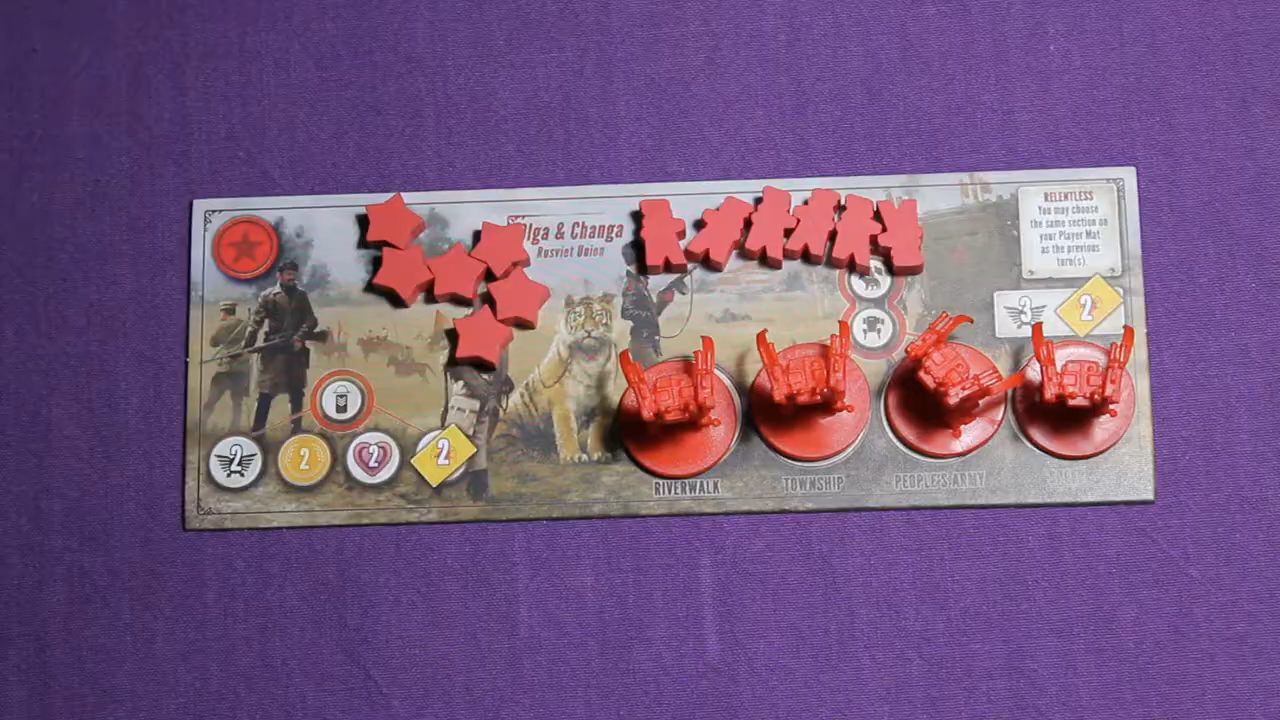 lga & Changa
Rusviet Union
RELENTLESS
You may choose
the same section on
your Player Mat
as the previous
turn(s).
3 2
2 2 2 2
RIVERWALK TOWNSHIP PEOPLE'S ARMY